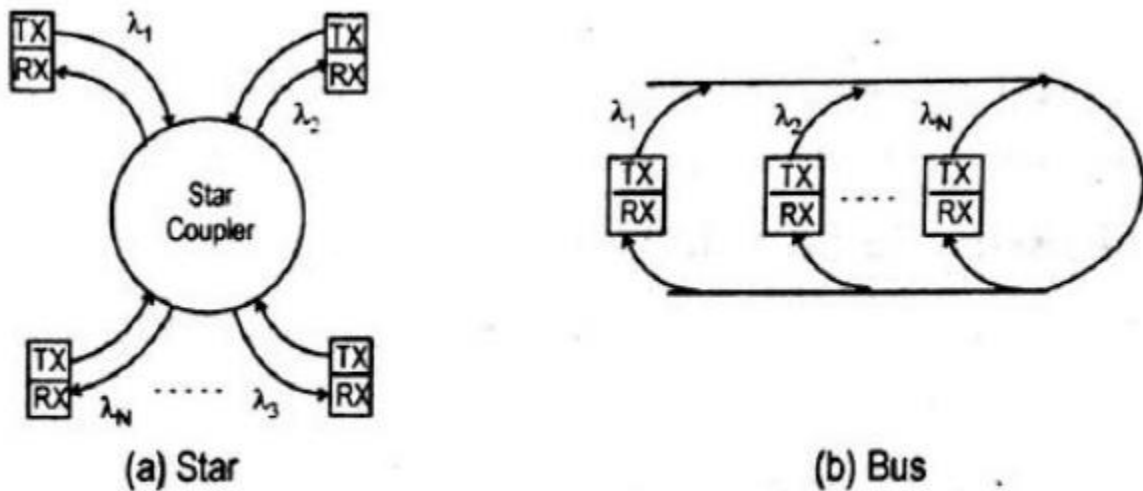 TX
RX
λ1
TX
RX
λ2
Star
Coupler
TX
RX
λN
.....
λ3
TX
RX
(a) Star
λ1
λ2
λN
TX
RX
TX
RX
.....
TX
RX
(b) Bus